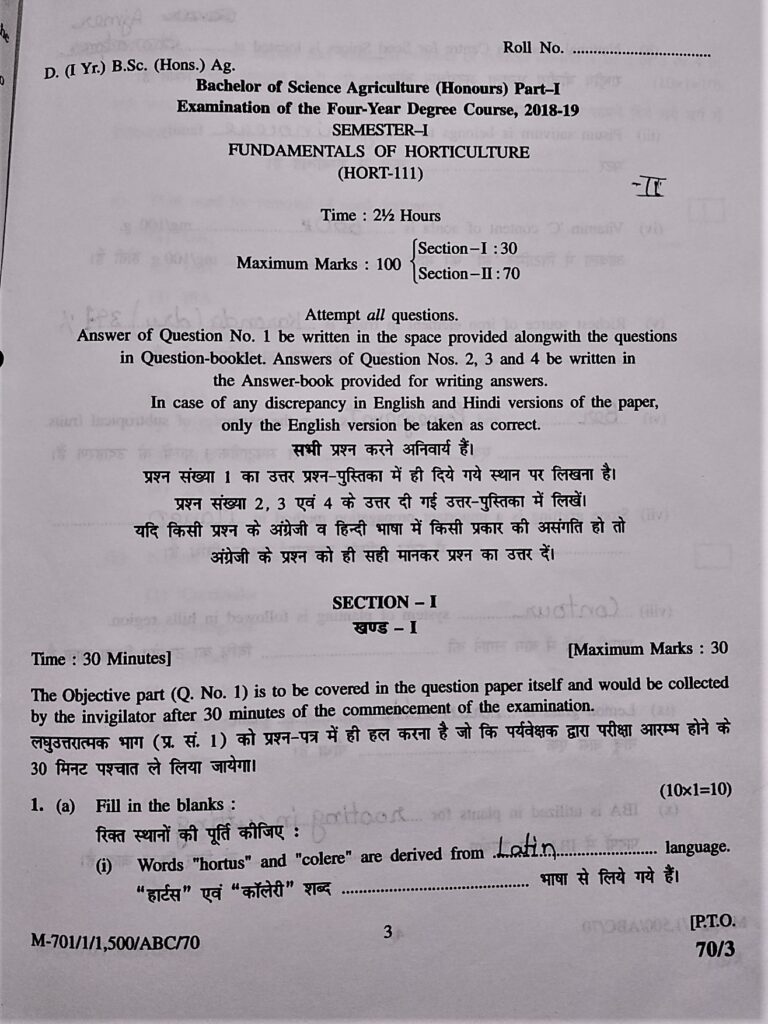 Roll No. ..................................
D. (I Yr.) B.Sc. (Hons.) Ag.
Bachelor of Science Agriculture (Honours) Part–I
Examination of the Four-Year Degree Course, 2018-19
SEMESTER–I
FUNDAMENTALS OF HORTICULTURE
(HORT-111)
-II
Time : 2½ Hours
Maximum Marks : 100 { Section–I : 30
Section–II : 70
Attempt all questions.
Answer of Question No. 1 be written in the space provided alongwith the questions
in Question-booklet. Answers of Question Nos. 2, 3 and 4 be written in
the Answer-book provided for writing answers.
In case of any discrepancy in English and Hindi versions of the paper,
only the English version be taken as correct.
सभी प्रश्न करने अनिवार्य हैं।
प्रश्न संख्या 1 का उत्तर प्रश्न-पुस्तिका में ही दिये गये स्थान पर लिखना है।
प्रश्न संख्या 2, 3 एवं 4 के उत्तर दी गई उत्तर-पुस्तिका में लिखें।
यदि किसी प्रश्न के अंग्रेजी व हिन्दी भाषा में किसी प्रकार की असंगति हो तो
अंग्रेजी के प्रश्न को ही सही मानकर प्रश्न का उत्तर दें।
SECTION – I
खण्ड – I
Time : 30 Minutes] [Maximum Marks : 30
The Objective part (Q. No. 1) is to be covered in the question paper itself and would be collected
by the invigilator after 30 minutes of the commencement of the examination.
लघुउत्तरात्मक भाग (प्र. सं. 1) को प्रश्न-पत्र में ही हल करना है जो कि पर्यवेक्षक द्वारा परीक्षा आरम्भ होने के
30 मिनट पश्चात ले लिया जायेगा।
(10×1=10)
1. (a) Fill in the blanks :
रिक्त स्थानों की पूर्ति कीजिए :
(i) Words "hortus" and "colere" are derived from Latin language.
“हार्टस” एवं “कॉलेरी” शब्द ........................................ भाषा से लिये गये हैं।
M-701/1/1,500/ABC/70 3 [P.T.O.
70/3